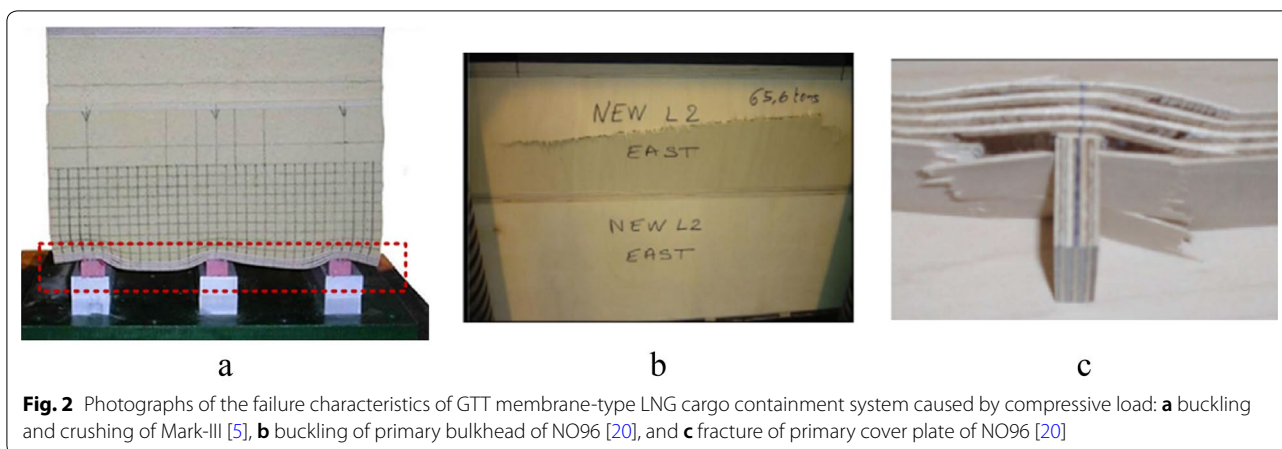 NEW L2
65,6 tons
EAST
NEW L2
EAST
a
b
c
Fig. 2 Photographs of the failure characteristics of GTT membrane-type LNG cargo containment system caused by compressive load: a buckling
and crushing of Mark-III [5], b buckling of primary bulkhead of NO96 [20], and c fracture of primary cover plate of NO96 [20]